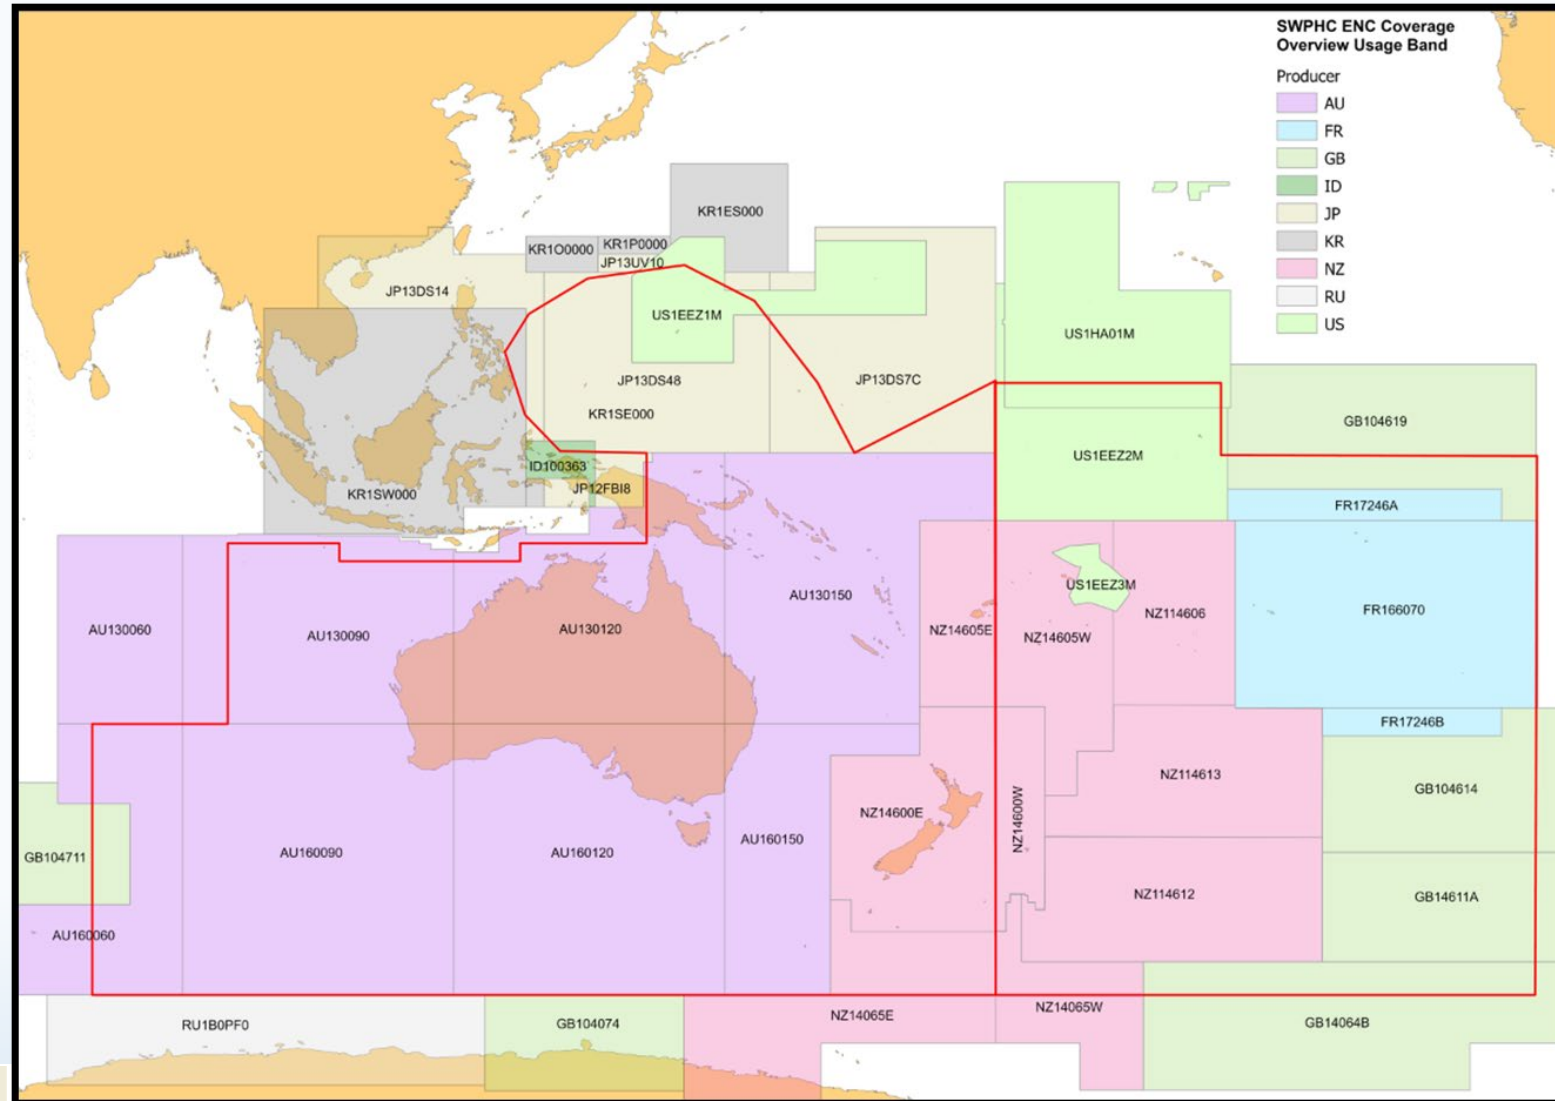 SWPHC ENC Coverage
Overview Usage Band
Producer
AU
FR
GB
ID
JP
KR
NZ
RU
US
KR1ES000
KR1O0000
KR1P0000
JP13UV10
JP13DS14
US1EEZ1M
US1HA01M
JP13DS48
JP13DS7C
KR1SE000
GB104619
US1EEZ2M
ID100363
JP12FBI8
KR1SW000
FR17246A
US1EEZ3M
AU130150
AU130060
AU130090
AU130120
NZ14605E
NZ14605W
NZ114606
FR166070
FR17246B
NZ114613
GB104614
NZ14600E
NZ14600W
AU160090
AU160120
AU160150
GB104711
NZ114612
GB14611A
AU160060
RU1B0PF0
GB104074
NZ14065E
NZ14065W
GB14064B